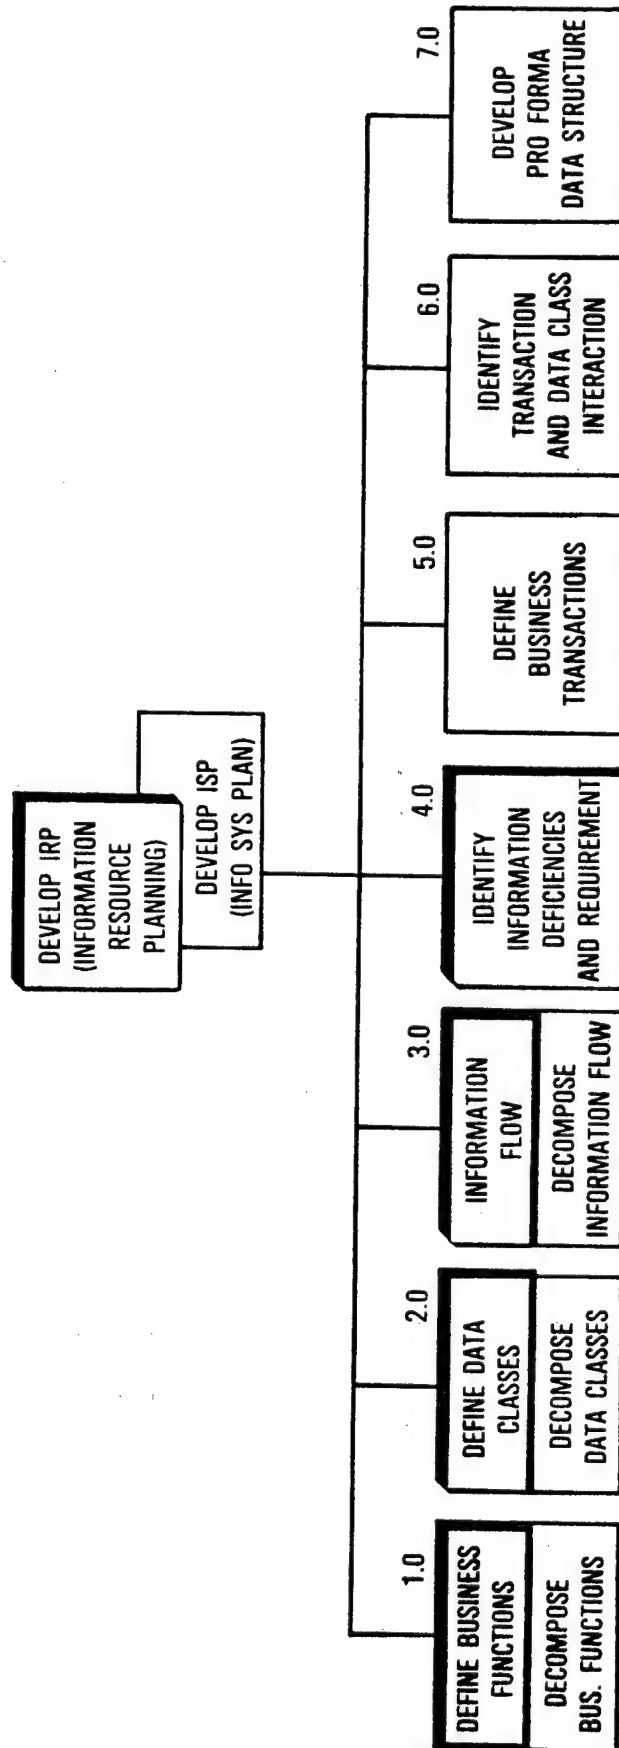 DEVELOP IRP
(INFORMATION
RESOURCE
PLANNING)
DEVELOP ISP
(INFO SYS PLAN)
1.0
DEFINE BUSINESS
FUNCTIONS
DECOMPOSE
BUS. FUNCTIONS
2.0
DEFINE DATA
CLASSES
DECOMPOSE
DATA CLASSES
3.0
INFORMATION
FLOW
DECOMPOSE
INFORMATION FLOW
4.0
IDENTIFY
INFORMATION
DEFICIENCIES
AND REQUIREMENT
5.0
DEFINE
BUSINESS
TRANSACTIONS
6.0
IDENTIFY
TRANSACTION
AND DATA CLASS
INTERACTION
7.0
DEVELOP
PRO FORMA
DATA STRUCTURE